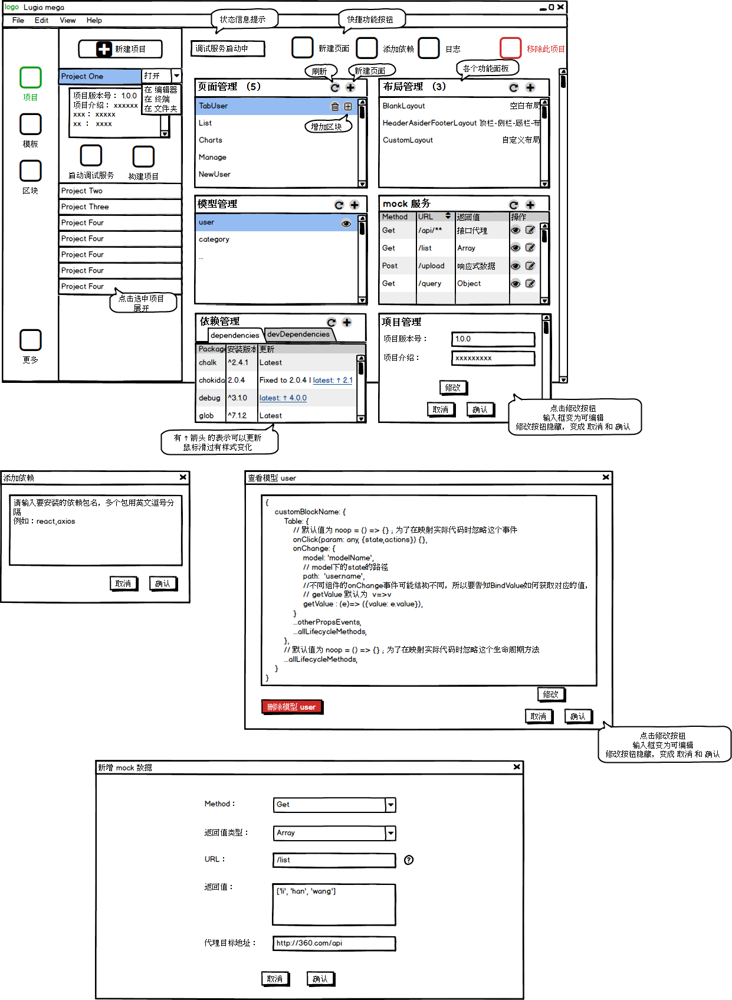 logo Lugia mega
File Edit View Help
状态信息提示
快捷功能按钮
新建项目
调试服务启动中
新建页面
添加依赖
日志
移除此项目
刷新
新建页面
各个功能面板
项目
模板
区块
更多
Project One
打开
在 编辑器
在 终端
在 文件夹
项目版本号： 1.0.0
项目介绍： xxxxxx
xxx： xxxxx
xx ： xxxx
启动调试服务
构建项目
Project Two
Project Three
Project Four
Project Four
Project Four
Project Four
Project Four
点击选中项目
展开
页面管理 （5）
TabUser
List
增加区块
Charts
Manage
NewUser
布局管理 （3）
BlankLayout 空白布局
HeaderAsiderFooterLayout 顶栏-侧栏-底栏-布
CustomLayout 自定义布局
模型管理
user
category
...
mock 服务
Method URL 返回值 操作
Get /api/** 接口代理
Get /list Array
Post /upload 响应式数据
Get /query Object
依赖管理
dependencies devDependencies
Package 安装版本 更新
chalk ^2.4.1 Latest
chokida 2.0.4 Fixed to 2.0.4 | latest: ↑ 2.1
debug ^3.1.0 latest: ↑ 4.0.0
glob ^7.1.2 Latest
有 ↑ 箭头 的表示可以更新
鼠标滑过有样式变化
项目管理
项目版本号： 1.0.0
项目介绍： xxxxxxxxx
修改
取消 确认
点击修改按钮
输入框变为可编辑
修改按钮隐藏，变成 取消 和 确认
添加依赖
请输入要安装的依赖包名，多个包用英文逗号分
隔
例如：react,axios
取消 确认
查看模型 user
{
customBlockName: {
Table: {
// 默认值为 noop = () => {} ; 为了在映射实际代码时忽略这个事件
onClick(param: any, {state,actions}) {},
onChange: {
model: 'modelName',
// model下的state的路径
path: 'user.name',
//不同组件的onChange事件可能结构不同，所以要告知BindValue如何获取对应的值，
// getValue 默认为 v=>v
getValue : (e)=> ({value: e.value}),
}
...otherPropsEvents,
...allLifecycleMethods,
},
// 默认值为 noop = () => {} ; 为了在映射实际代码时忽略这个生命周期方法
...allLifecycleMethods,
}
}
修改
删除模型 user
取消 确认
点击修改按钮
输入框变为可编辑
修改按钮隐藏，变成 取消 和 确认
新增 mock 数据
Method： Get
返回值类型： Array
URL： /list
返回值： ['li', 'han', 'wang']
代理目标地址： http://360.com/api
取消 确认